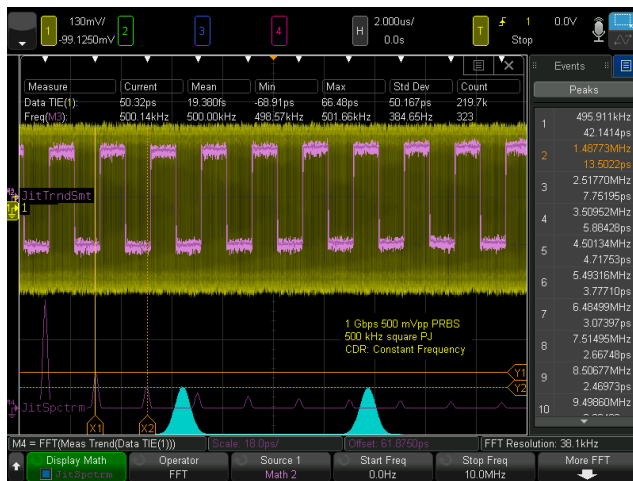 1 130mV/ 2 3 4 H 2.000us/ T 1 0.0V
-99.1250mV 0.0s Stop
Events
Measure Current Mean Min Max Std Dev Count
Data TIE(1): 50.32ps 19.380fs -68.91ps 66.48ps 50.167ps 219.7k
Freq(M3): 500.14kHz 500.00kHz 498.57kHz 501.66kHz 384.65Hz 323
Peaks
1 495.911kHz
42.1414ps
2 1.48773MHz
13.5022ps
3 2.51770MHz
7.75195ps
4 3.50952MHz
5.88428ps
5 4.50134MHz
4.71753ps
6 5.49316MHz
3.77710ps
7 6.48499MHz
3.07397ps
8 7.51495MHz
2.66748ps
9 8.50677MHz
2.46973ps
10 9.49860MHz
JitTrndSmt
1
1 Gbps 500 mVpp PRBS
500 kHz square PJ
CDR: Constant Frequency
Y1
Y2
JitSpctrm
X1 X2
M4 = FFT(Meas Trend(Data TIE(1))) Scale: 18.0ps/ Offset: 61.8750ps FFT Resolution: 38.1kHz
Display Math Operator Source 1 Start Freq Stop Freq More FFT
JitSpctrm FFT Math 2 0.0Hz 10.0MHz